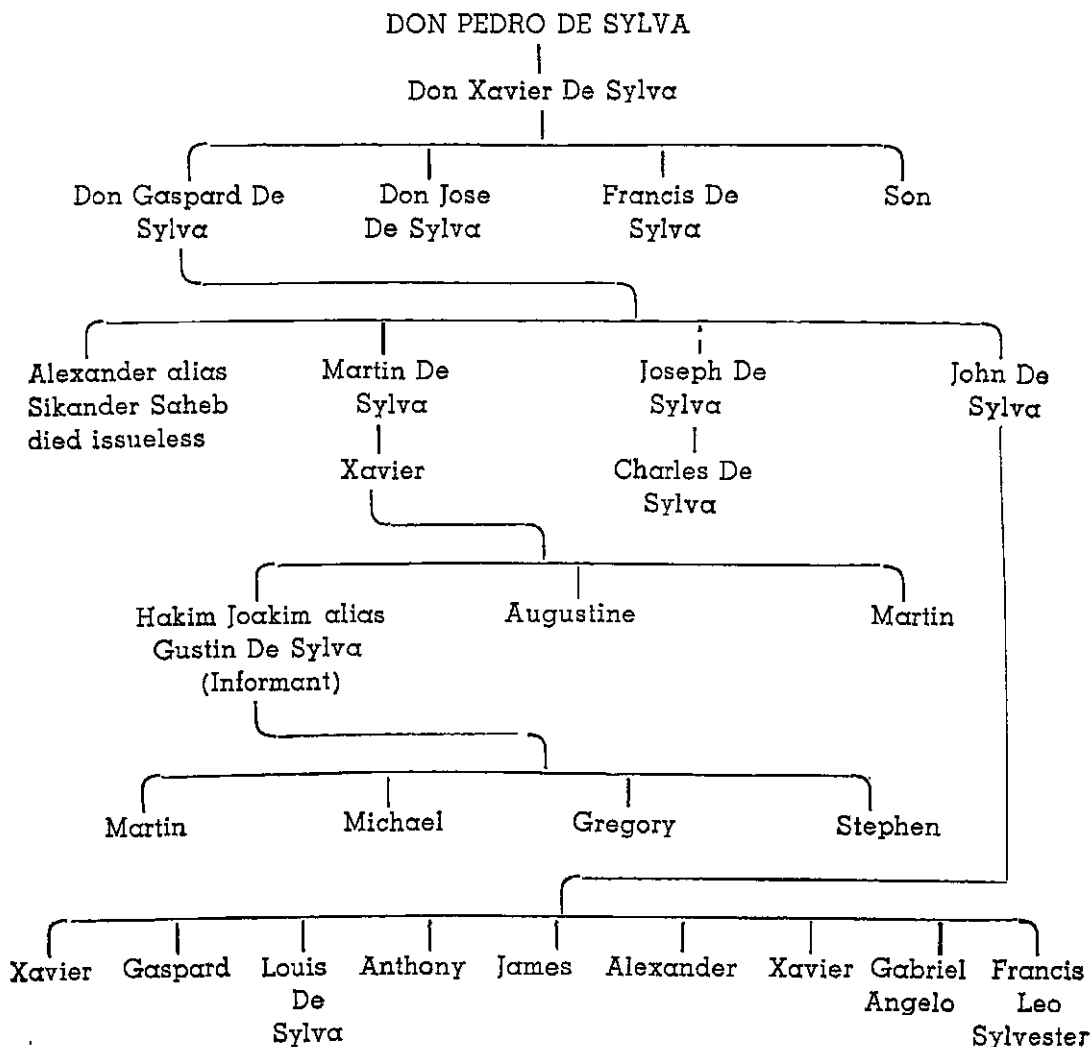 DON PEDRO DE SYLVA
Don Xavier De Sylva
Don Gaspard De
Sylva
Don Jose
De Sylva
Francis De
Sylva
Son
Alexander alias
Sikander Saheb
died issueless
Martin De
Sylva
Joseph De
Sylva
John De
Sylva
Xavier
Charles De
Sylva
Hakim Joakim alias
Gustin De Sylva
(Informant)
Augustine
Martin
Martin
Michael
Gregory
Stephen
Xavier
Gaspard
Louis
De
Sylva
Anthony
James
Alexander
Xavier
Gabriel
Angelo
Francis
Leo
Sylvester